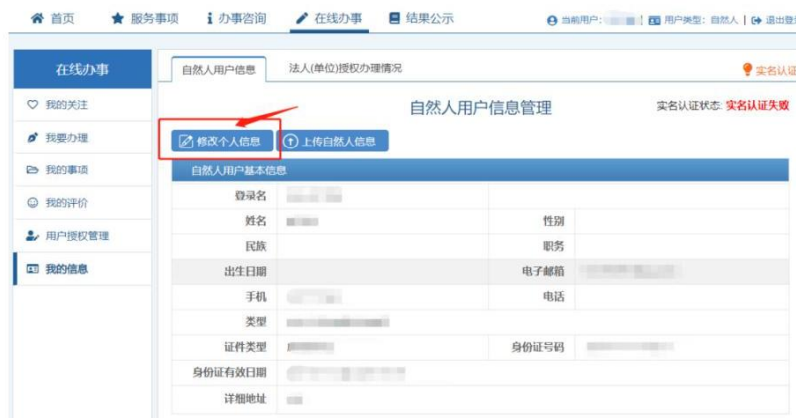 首页 服务事项 办事咨询 在线办事 结果公示 当前用户： 用户类型：自然人 | 退出登
在线办事
我的关注
我要办理
我的事项
我的评价
用户授权管理
我的信息
自然人用户信息 法人(单位)授权办理情况 实名认证
自然人用户信息管理 实名认证状态: 实名认证失败
修改个人信息 上传自然人信息
自然人用户基本信息
登录名
姓名 性别
民族 职务
出生日期 电子邮箱
手机 电话
类型
证件类型 身份证号码
身份证有效日期
详细地址